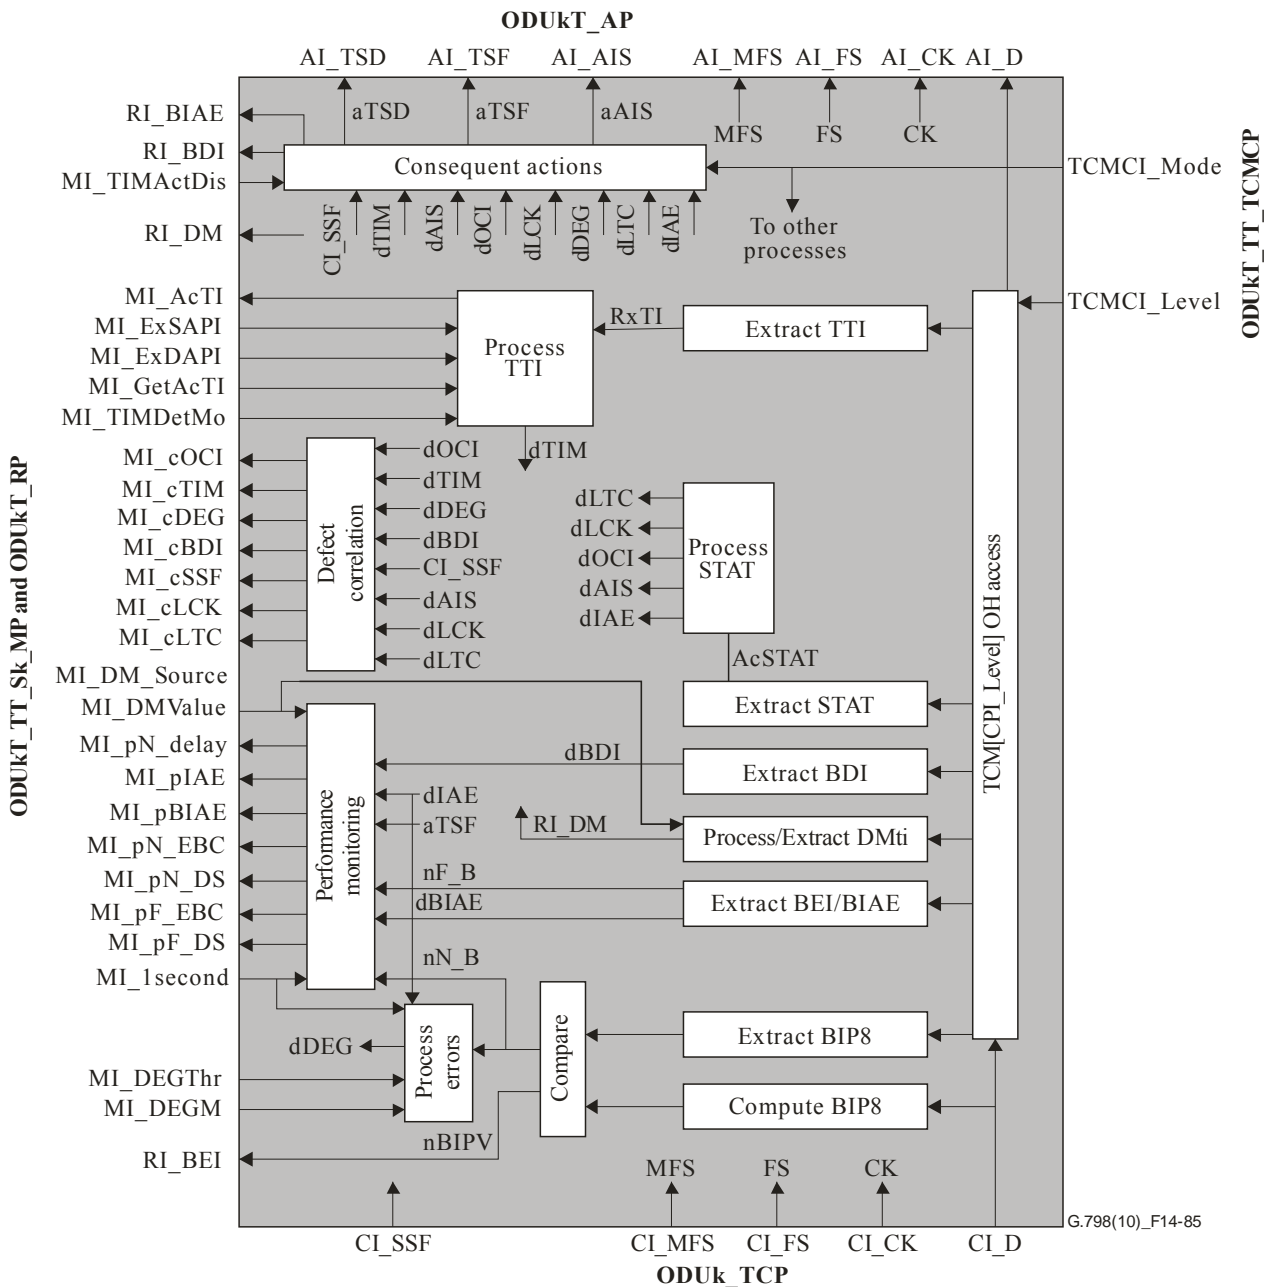 ODUkT_AP
AI_TSD AI_TSF AI_AIS AI_MFS AI_FS AI_CK AI_D
RI_BIAE
aTSD aTSF aAIS
MFS FS CK
RI_BDI
Consequent actions
TCMCI_Mode
MI_TIMActDis
CI_SSF
dTIM
dAIS
dOCI
dLCK
dDEG
dLTC
dIAE
To other
processes
RI_DM
ODUkT_TT_TCMCP
MI_AcTI
TCMCI_Level
MI_ExSAPI
RxTI
Extract TTI
Process
TTI
MI_ExDAPI
MI_GetAcTI
MI_TIMDetMo
dTIM
ODUkT_TT_Sk_MP and ODUkT_RP
MI_cOCI
MI_cTIM
MI_cDEG
MI_cBDI
MI_cSSF
MI_cLCK
MI_cLTC
Defect
correlation
dOCI
dTIM
dDEG
dBDI
CI_SSF
dAIS
dLCK
dLTC
dLTC
dLCK
dOCI
dAIS
dIAE
Process
STAT
AcSTAT
TCM[CPI_Level] OH access
MI_DM_Source
Extract STAT
MI_DMValue
MI_pN_delay
dBDI
Extract BDI
MI_pIAE
dIAE
MI_pBIAE
aTSF
RI_DM
Process/Extract DMti
MI_pN_EBC
Performance
monitoring
MI_pN_DS
nF_B
dBIAE
Extract BEI/BIAE
MI_pF_EBC
MI_pF_DS
nN_B
MI_1second
Compare
Extract BIP8
dDEG
Process
errors
MI_DEGThr
MI_DEGM
Compute BIP8
nBIPV
RI_BEI
MFS FS CK
G.798(10)_F14-85
CI_SSF CI_MFS CI_FS CI_CK CI_D
ODUk_TCP